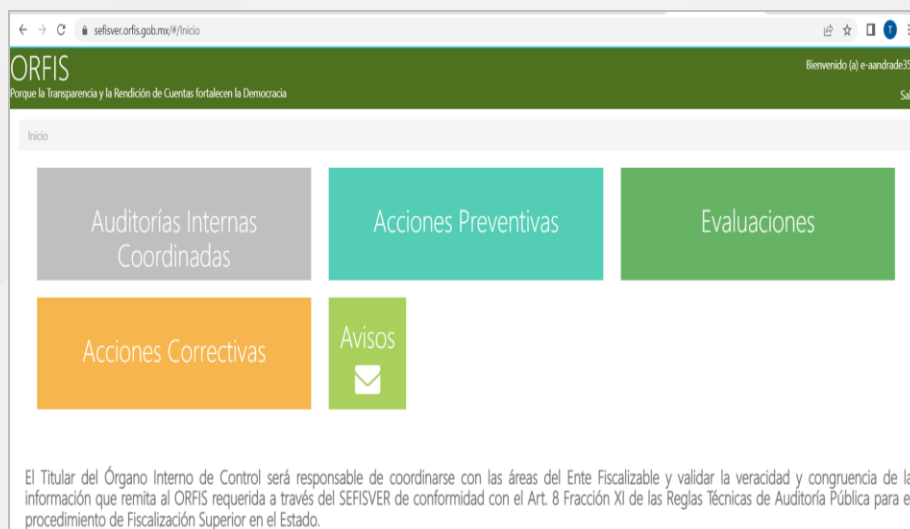 sefisver.orfis.gob.mx/#/Inicio
T
ORFIS
Bienvenido (a) e-aandrade35
Porque la Transparencia y la Rendición de Cuentas fortalecen la Democracia
Sal
Inicio
Auditorías Internas
Coordinadas
Acciones Preventivas
Evaluaciones
Acciones Correctivas
Avisos
El Titular del Órgano Interno de Control será responsable de coordinarse con las áreas del Ente Fiscalizable y validar la veracidad y congruencia de la
información que remita al ORFIS requerida a través del SEFISVER de conformidad con el Art. 8 Fracción XI de las Reglas Técnicas de Auditoría Pública para e
procedimiento de Fiscalización Superior en el Estado.